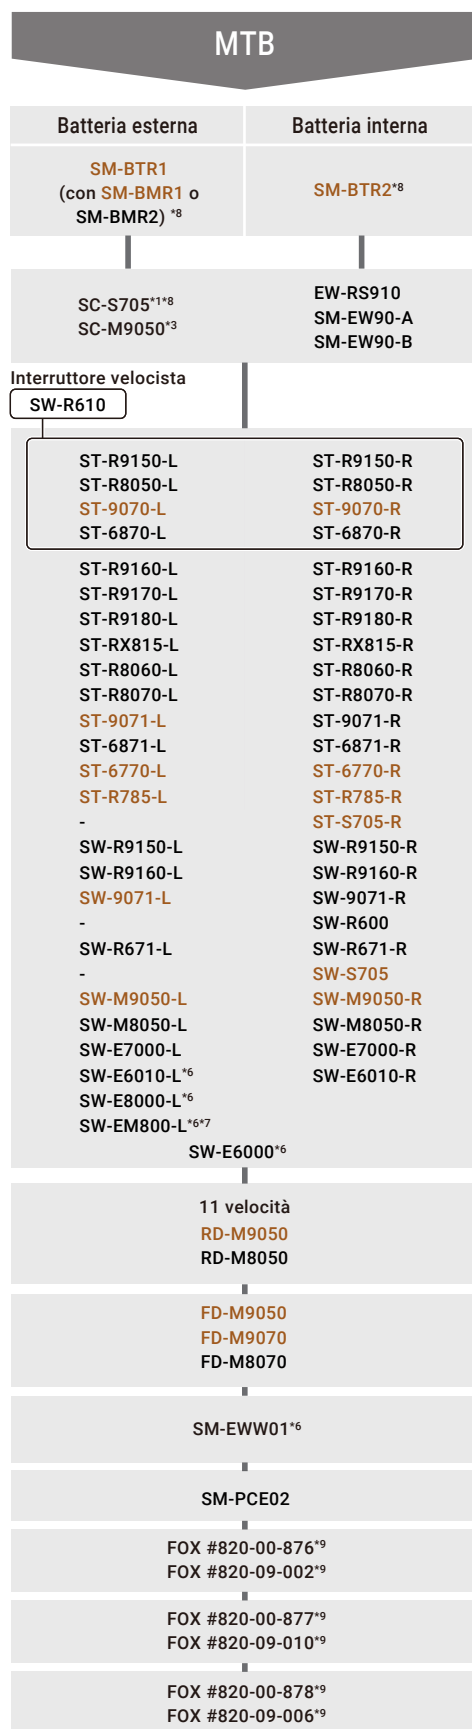 MTB
Batteria esterna Batteria interna
SM-BTR1
(con SM-BMR1 o
SM-BMR2) *8
SM-BTR2*8
SC-S705*1*8
SC-M9050*3
EW-RS910
SM-EW90-A
SM-EW90-B
Interruttore velocista
SW-R610
ST-R9150-L ST-R9150-R
ST-R8050-L ST-R8050-R
ST-9070-L ST-9070-R
ST-6870-L ST-6870-R
ST-R9160-L ST-R9160-R
ST-R9170-L ST-R9170-R
ST-R9180-L ST-R9180-R
ST-RX815-L ST-RX815-R
ST-R8060-L ST-R8060-R
ST-R8070-L ST-R8070-R
ST-9071-L ST-9071-R
ST-6871-L ST-6871-R
ST-6770-L ST-6770-R
ST-R785-L ST-R785-R
- ST-S705-R
SW-R9150-L SW-R9150-R
SW-R9160-L SW-R9160-R
SW-9071-L SW-9071-R
- SW-R600
SW-R671-L SW-R671-R
- SW-S705
SW-M9050-L SW-M9050-R
SW-M8050-L SW-M8050-R
SW-E7000-L SW-E7000-R
SW-E6010-L*6 SW-E6010-R
SW-E8000-L*6
SW-EM800-L*6*7
SW-E6000*6
11 velocità
RD-M9050
RD-M8050
FD-M9050
FD-M9070
FD-M8070
SM-EWW01*6
SM-PCE02
FOX #820-00-876*9
FOX #820-09-002*9
FOX #820-00-877*9
FOX #820-09-010*9
FOX #820-00-878*9
FOX #820-09-006*9